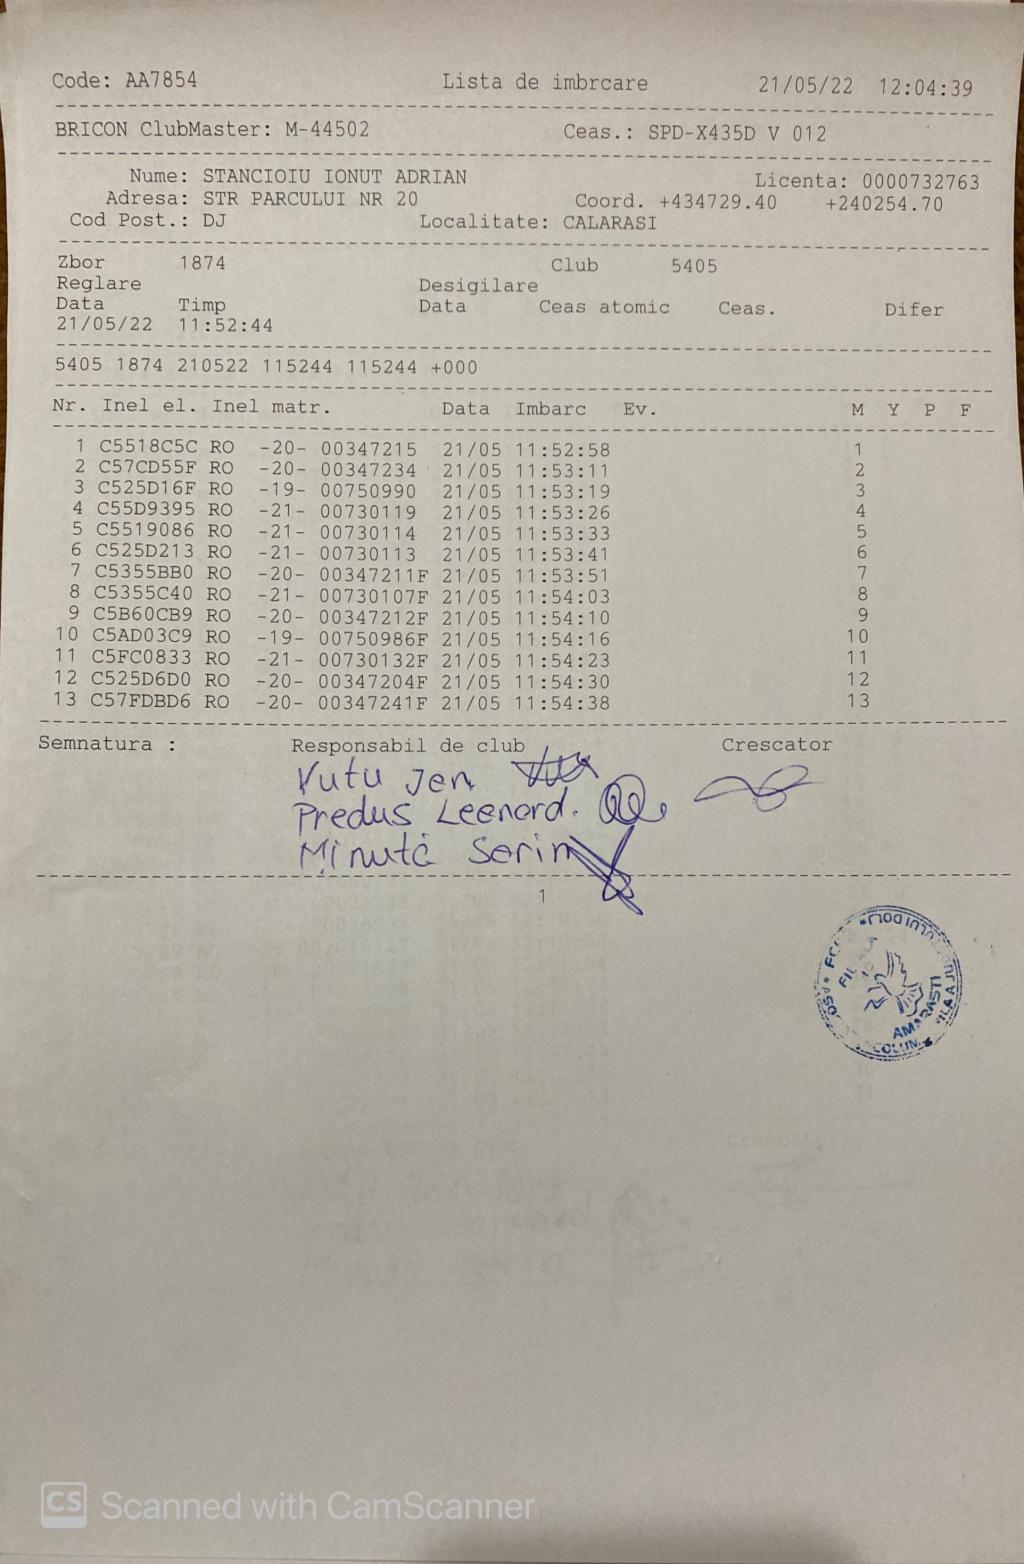 Code: AA7854 Lista de imbrcare 21/05/22 12:04:39
BRICON ClubMaster: M-44502 Ceas.: SPD-X435D V 012
Nume: STANCIOIU IONUT ADRIAN Licenta: 0000732763
Adresa: STR PARCULUI NR 20 Coord. +434729.40 +240254.70
Cod Post.: DJ Localitate: CALARASI
Zbor 1874 Club 5405
Reglare Desigilare
Data Timp Data Ceas atomic Ceas. Difer
21/05/22 11:52:44
5405 1874 210522 115244 115244 +000
Nr. Inel el. Inel matr. Data Imbarc Ev. M Y P F
1 C5518C5C RO -20- 00347215 21/05 11:52:58 1
2 C57CD55F RO -20- 00347234 21/05 11:53:11 2
3 C525D16F RO -19- 00750990 21/05 11:53:19 3
4 C55D9395 RO -21- 00730119 21/05 11:53:26 4
5 C5519086 RO -21- 00730114 21/05 11:53:33 5
6 C525D213 RO -21- 00730113 21/05 11:53:41 6
7 C5355BB0 RO -20- 00347211F 21/05 11:53:51 7
8 C5355C40 RO -21- 00730107F 21/05 11:54:03 8
9 C5B60CB9 RO -20- 00347212F 21/05 11:54:10 9
10 C5AD03C9 RO -19- 00750986F 21/05 11:54:16 10
11 C5FC0833 RO -21- 00730132F 21/05 11:54:23 11
12 C525D6D0 RO -20- 00347204F 21/05 11:54:30 12
13 C57FDBD6 RO -20- 00347241F 21/05 11:54:38 13
Semnatura : Responsabil de club Crescator
Vutu Jen
Predus Leenard.
Minută Sorin
1
AMARASTI
CS Scanned with CamScanner